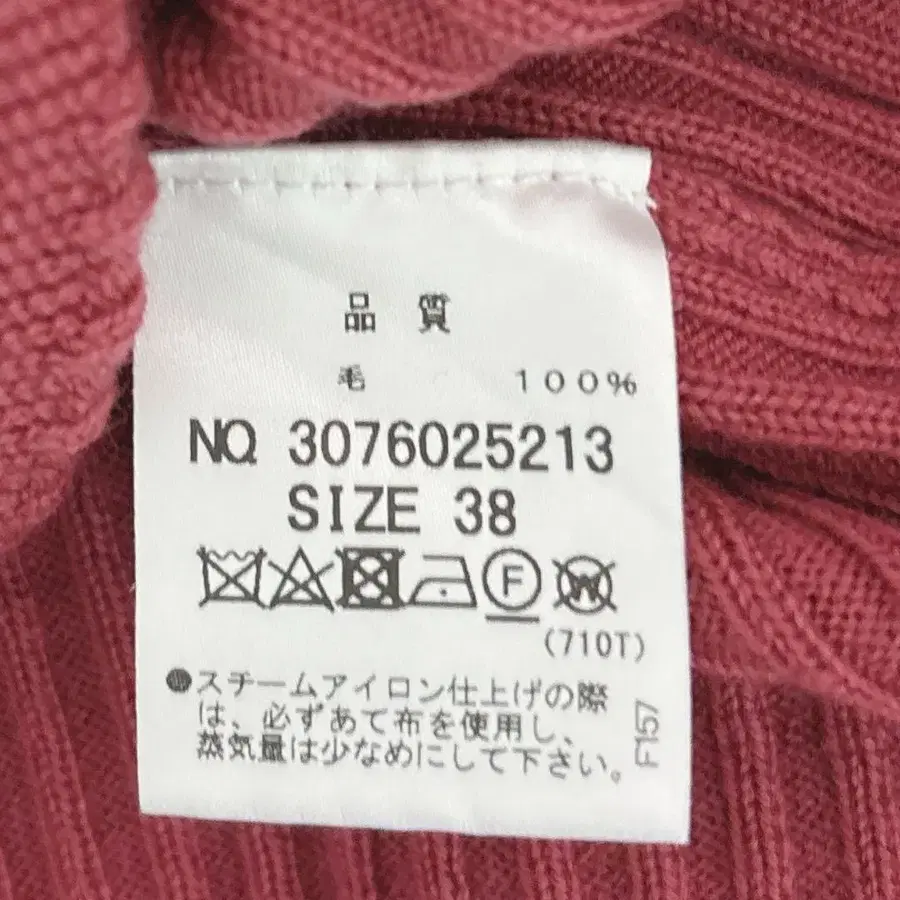 品 質
毛 100%
NO 3076025213
SIZE 38
F W
(710T)
●スチームアイロン仕上げの際
は、必ずあて布を使用し、
蒸気量は少なめにして下さい。
F157